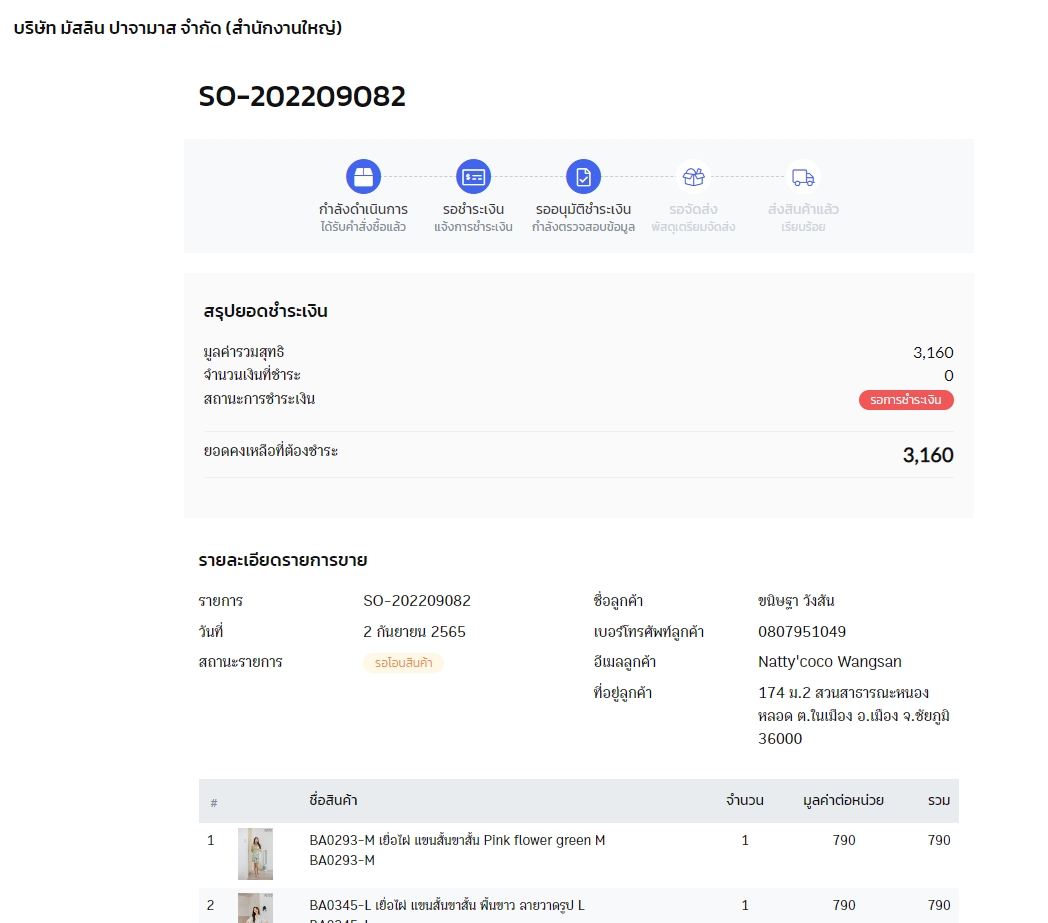 บริษัท มัสลิน ปาจามาส จำกัด (สำนักงานใหญ่)
SO-202209082
กำลังดำเนินการ รอชำระเงิน รออนุมัติชำระเงิน รอจัดส่ง ส่งสินค้าแล้ว
ได้รับคำสั่งซื้อแล้ว แจ้งการชำระเงิน กำลังตรวจสอบข้อมูล พัสดุเตรียมจัดส่ง เรียบร้อย
สรุปยอดชำระเงิน
มูลค่ารวมสุทธิ 3,160
จำนวนเงินที่ชำระ 0
สถานะการชำระเงิน รอการชำระเงิน
ยอดคงเหลือที่ต้องชำระ 3,160
รายละเอียดรายการขาย
รายการ SO-202209082 ชื่อลูกค้า ขนิษฐา วังสัน
วันที่ 2 กันยายน 2565 เบอร์โทรศัพท์ลูกค้า 0807951049
สถานะรายการ รอโอนสินค้า อีเมลลูกค้า Natty'coco Wangsan
ที่อยู่ลูกค้า 174 ม.2 สวนสาธารณะหนอง
หลอด ต.ในเมือง อ.เมือง จ.ชัยภูมิ
36000
# ชื่อสินค้า จำนวน มูลค่าต่อหน่วย รวม
1 BA0293-M เยื่อไผ่ แขนสั้นขาสั้น Pink flower green M 1 790 790
BA0293-M
2 BA0345-L เยื่อไผ่ แขนสั้นขาสั้น พื้นขาว ลายวาดรูป L 1 790 790
BA0345-L